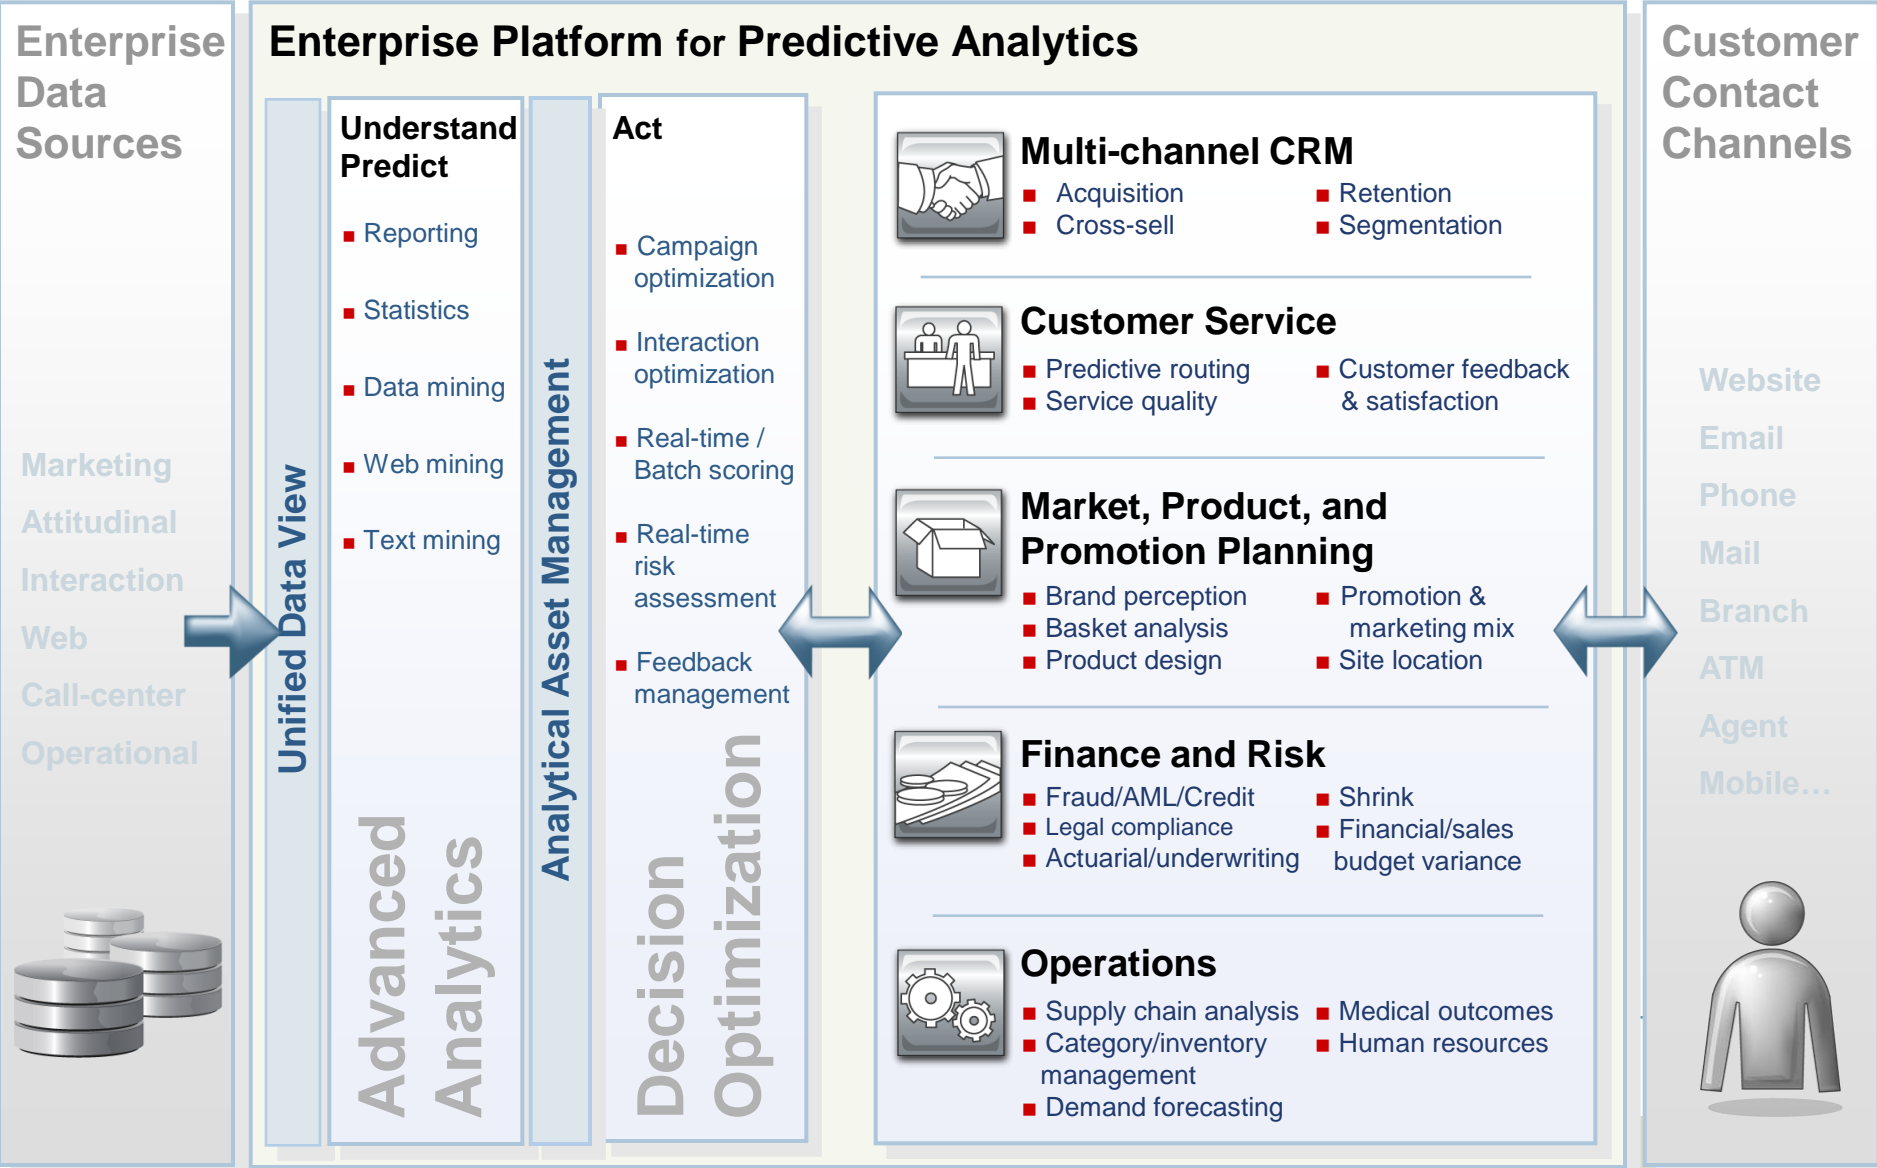 Enterprise
Data
Sources
Marketing
Attitudinal
Interaction
Web
Call-center
Operational
Enterprise Platform for Predictive Analytics
Unified Data View
Understand
Predict
Reporting
Statistics
Data mining
Web mining
Text mining
Advanced
Analytics
Analytical Asset Management
Act
Campaign
optimization
Interaction
optimization
Real-time /
Batch scoring
Real-time
risk
assessment
Feedback
management
Decision
Optimization
Multi-channel CRM
Acquisition
Cross-sell
Retention
Segmentation
Customer Service
Predictive routing
Service quality
Customer feedback
& satisfaction
Market, Product, and
Promotion Planning
Brand perception
Basket analysis
Product design
Promotion &
marketing mix
Site location
Finance and Risk
Fraud/AML/Credit
Legal compliance
Actuarial/underwriting
Shrink
Financial/sales
budget variance
Operations
Supply chain analysis
Category/inventory
management
Demand forecasting
Medical outcomes
Human resources
Customer
Contact
Channels
Website
Email
Phone
Mail
Branch
ATM
Agent
Mobile…